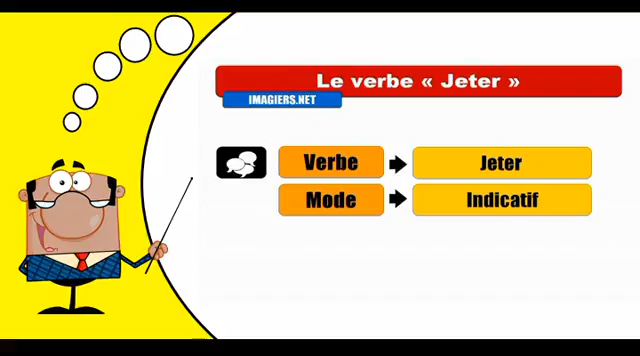 Le verbe « Jeter »
IMAGIERS.NET
Verbe Jeter
Mode Indicatif